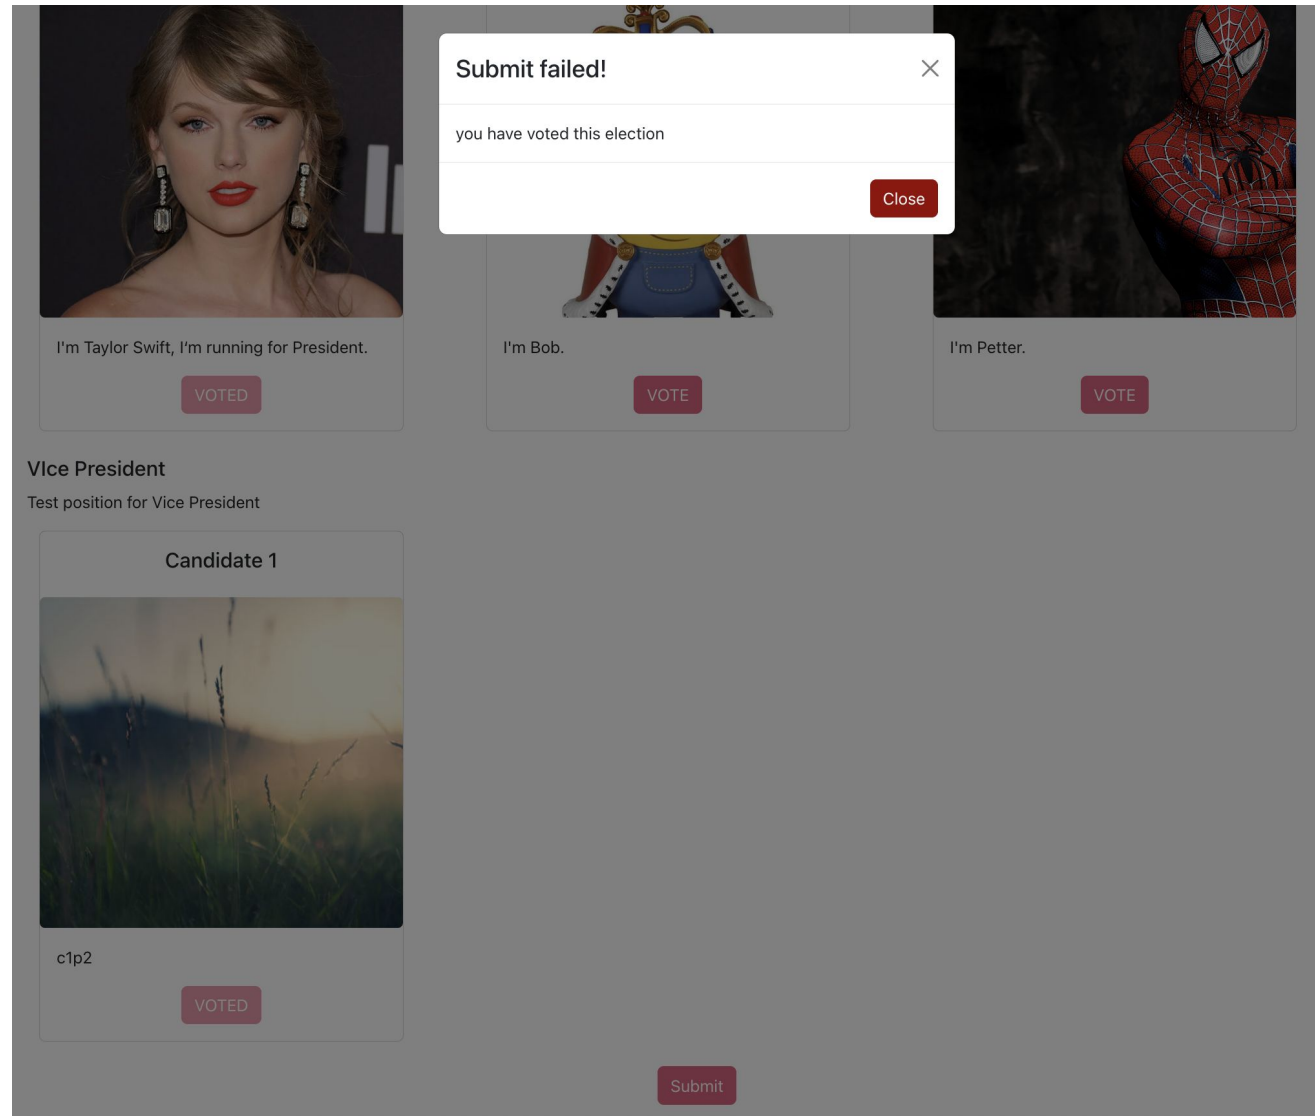 Submit failed!
you have voted this election
Close
I'm Taylor Swift, I'm running for President.
I'm Bob.
I'm Petter.
VOTED
VOTE
VOTE
VIce President
Test position for Vice President
Candidate 1
c1p2
VOTED
Submit